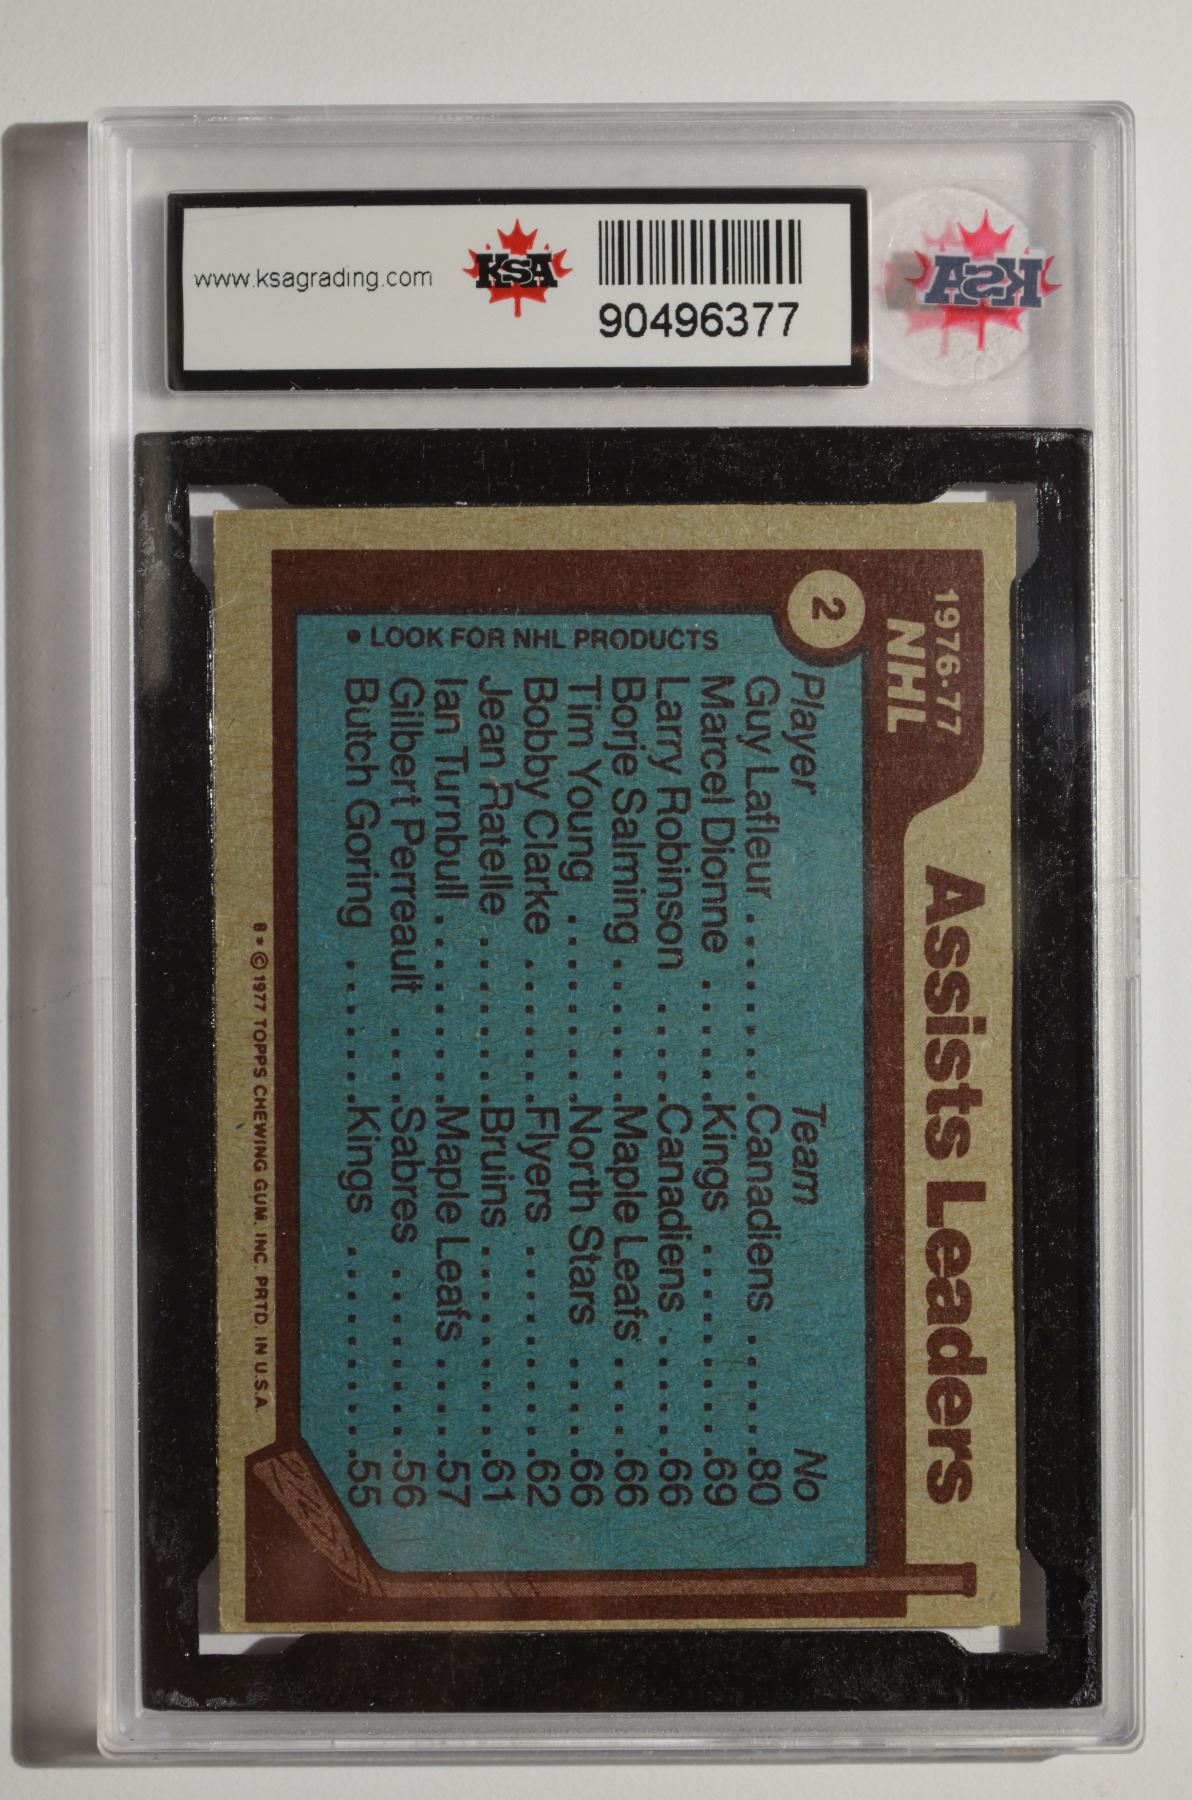 www.ksagrading.com
KSA
90496377
KSA
1976-77
NHL
Assists Leaders
2
Player Team No
Guy Lafleur........Canadiens......80
Marcel Dionne......Kings.........69
Larry Robinson....Canadiens....66
Borje Salming......Maple Leafs...66
Tim Young.........North Stars....66
Bobby Clarke.......Flyers........62
Jean Ratelle........Bruins........61
Ian Turnbull.........Maple Leafs...57
Gilbert Perreault....Sabres.......56
Butch Goring.......Kings.........55
• LOOK FOR NHL PRODUCTS
B* © 1977 TOPPS CHEWING GUM, INC. PRTD. IN U.S.A.